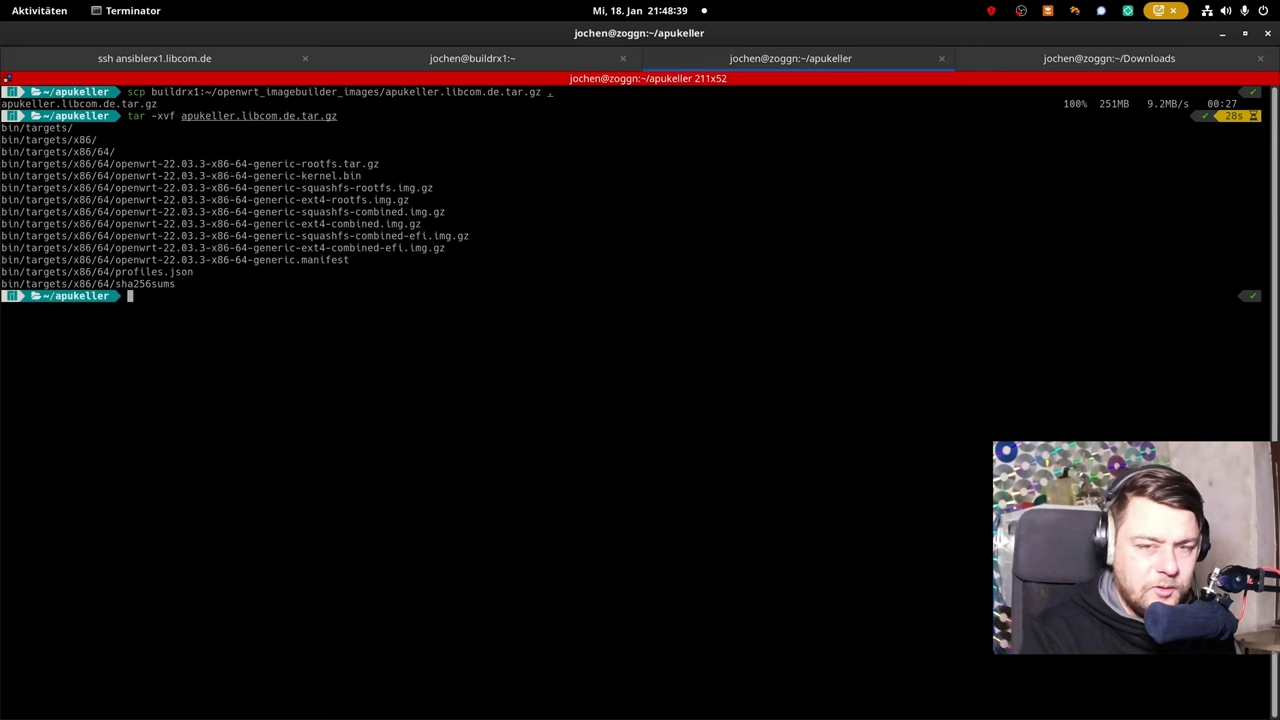 Aktivitäten Terminator Mi, 18. Jan 21:48:39
jochen@zoggn:~/apukeller
ssh ansiblerx1.libcom.de jochen@buildrx1:~ jochen@zoggn:~/apukeller jochen@zoggn:~/Downloads
jochen@zoggn:~/apukeller 211x52
~/apukeller scp buildrx1:~/openwrt_imagebuilder_images/apukeller.libcom.de.tar.gz .
apukeller.libcom.de.tar.gz 100% 251MB 9.2MB/s 00:27
~/apukeller tar -xvf apukeller.libcom.de.tar.gz 28s
bin/targets/
bin/targets/x86/
bin/targets/x86/64/
bin/targets/x86/64/openwrt-22.03.3-x86-64-generic-rootfs.tar.gz
bin/targets/x86/64/openwrt-22.03.3-x86-64-generic-kernel.bin
bin/targets/x86/64/openwrt-22.03.3-x86-64-generic-squashfs-rootfs.img.gz
bin/targets/x86/64/openwrt-22.03.3-x86-64-generic-ext4-rootfs.img.gz
bin/targets/x86/64/openwrt-22.03.3-x86-64-generic-squashfs-combined.img.gz
bin/targets/x86/64/openwrt-22.03.3-x86-64-generic-ext4-combined.img.gz
bin/targets/x86/64/openwrt-22.03.3-x86-64-generic-squashfs-combined-efi.img.gz
bin/targets/x86/64/openwrt-22.03.3-x86-64-generic-ext4-combined-efi.img.gz
bin/targets/x86/64/openwrt-22.03.3-x86-64-generic.manifest
bin/targets/x86/64/profiles.json
bin/targets/x86/64/sha256sums
~/apukeller